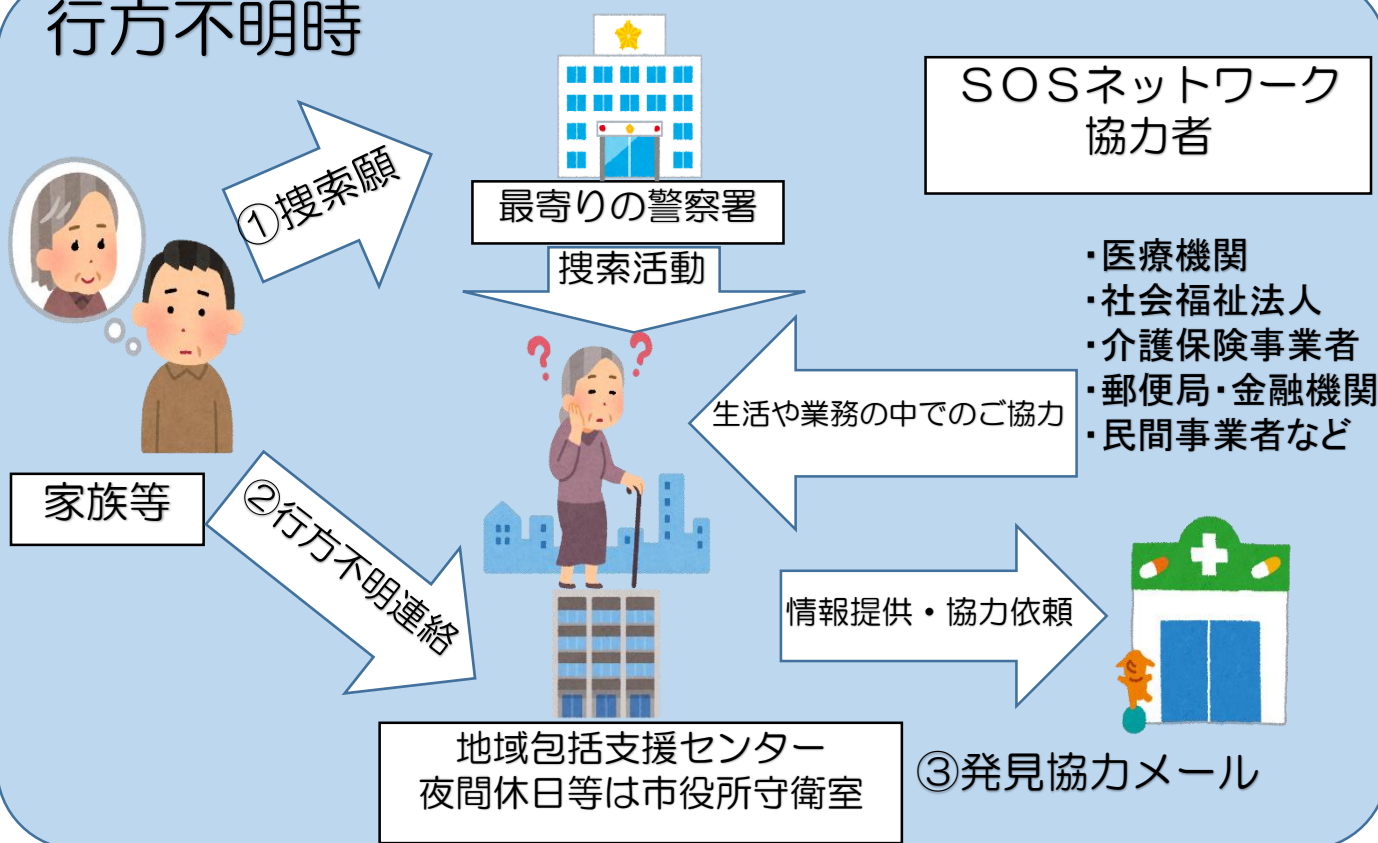 行方不明時
SOSネットワーク
協力者
①捜索願
最寄りの警察署
捜索活動
・医療機関
・社会福祉法人
・介護保険事業者
・郵便局・金融機関
・民間事業者など
生活や業務の中でのご協力
家族等
②行方不明連絡
情報提供・協力依頼
地域包括支援センター
夜間休日等は市役所守衛室
③発見協力メール